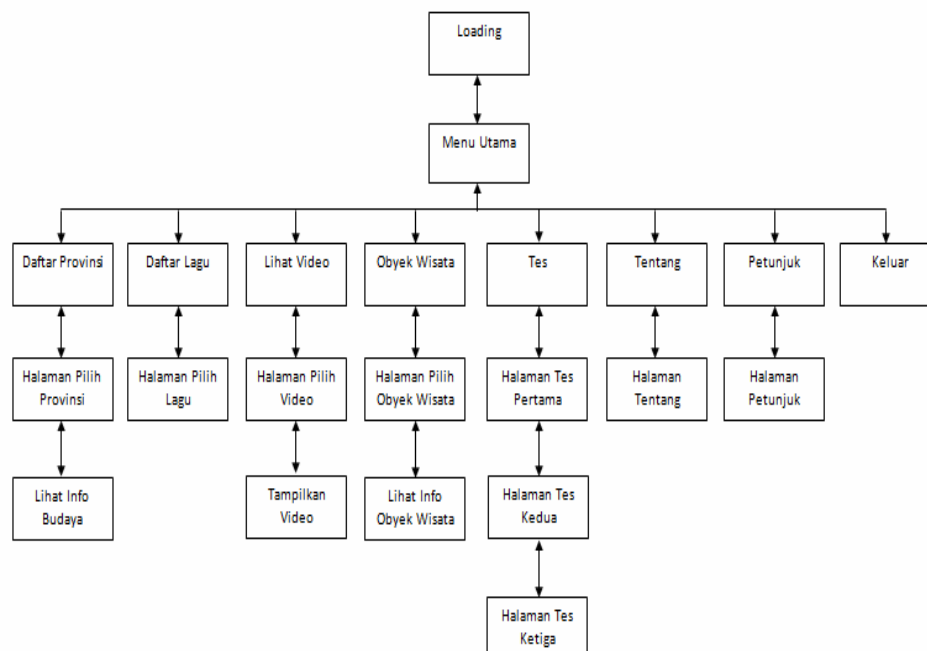 Loading
Menu Utama
Daftar Provinsi
Daftar Lagu
Lihat Video
Obyek Wisata
Tes
Tentang
Petunjuk
Keluar
Halaman Pilih
Provinsi
Halaman Pilih
Lagu
Halaman Pilih
Video
Halaman Pilih
Obyek Wisata
Halaman Tes
Pertama
Halaman
Tentang
Halaman
Petunjuk
Lihat Info
Budaya
Tampilkan
Video
Lihat Info
Obyek Wisata
Halaman Tes
Kedua
Halaman Tes
Ketiga